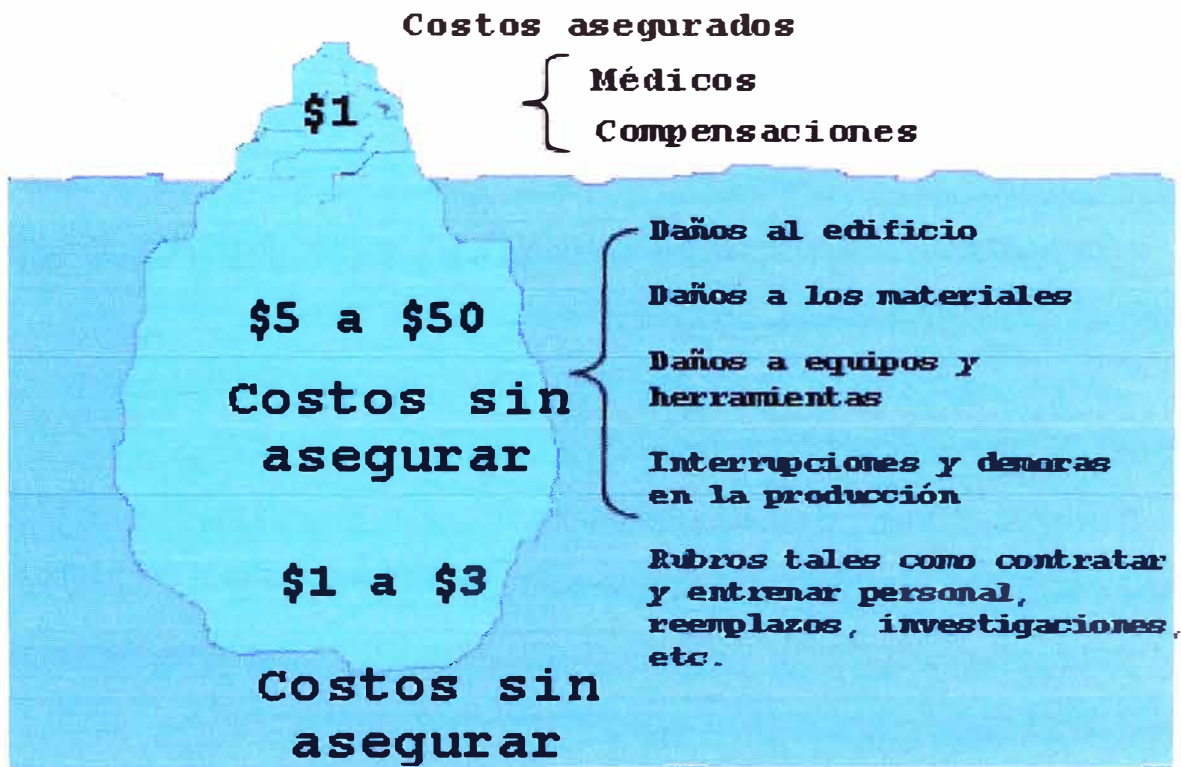 Costos asegurados
$1
Médicos
Compensaciones
$5 a $50
Costos sin
asegurar
Daños al edificio
Daños a los materiales
Daños a equipos y
herramientas
Interrupciones y demoras
en la producción
$1 a $3
Costos sin
asegurar
Rubros tales como contratar
y entrenar personal,
reemplazos, investigaciones,
etc.